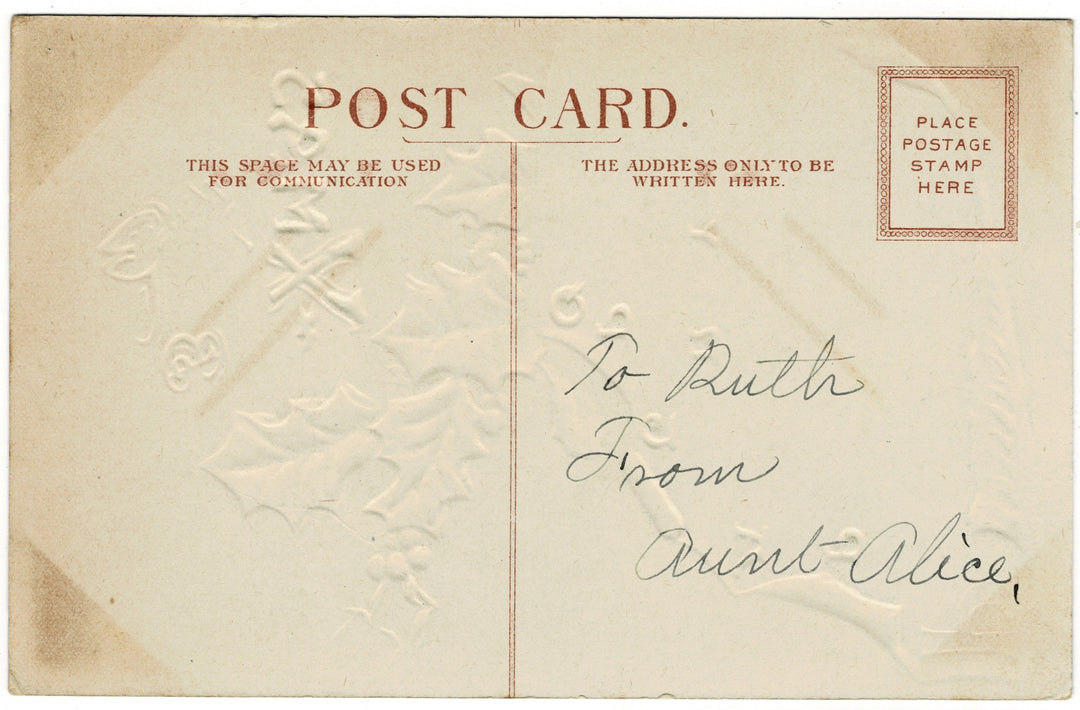 POST CARD.
THIS SPACE MAY BE USED
FOR COMMUNICATION
THE ADDRESS ONLY TO BE
WRITTEN HERE.
PLACE
POSTAGE
STAMP
HERE
To Ruth
From
Aunt Alice,